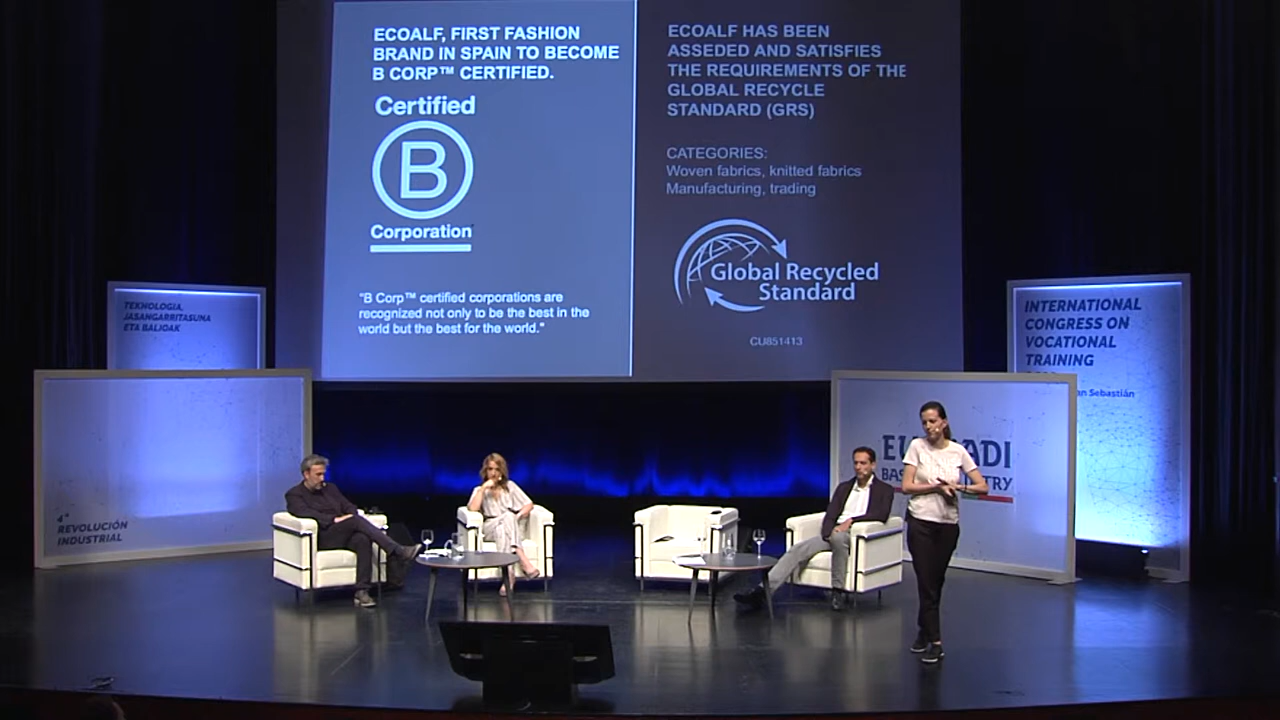 ECOALF, FIRST FASHION
BRAND IN SPAIN TO BECOME
B CORP™ CERTIFIED.
Certified
B
Corporation
"B Corp™ certified corporations are
recognized not only to be the best in the
world but the best for the world."
ECOALF HAS BEEN
ASSEDED AND SATISFIES
THE REQUIREMENTS OF THE
GLOBAL RECYCLE
STANDARD (GRS)
CATEGORIES:
Woven fabrics, knitted fabrics
Manufacturing, trading
Global Recycled
Standard
CU851413
TEKNOLOGIA,
JASANGARRITASUNA
ETA BALIOAK
4ª
REVOLUCIÓN
INDUSTRIAL
INTERNATIONAL
CONGRESS ON
VOCATIONAL
TRAINING
an Sebastián